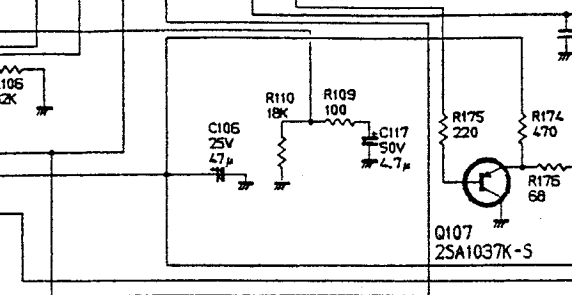 106
2K
R110
18K
R109
100
C106
25V
47μ
C117
50V
4.7μ
R175
220
R174
470
R176
68
Q107
2SA1037K-S